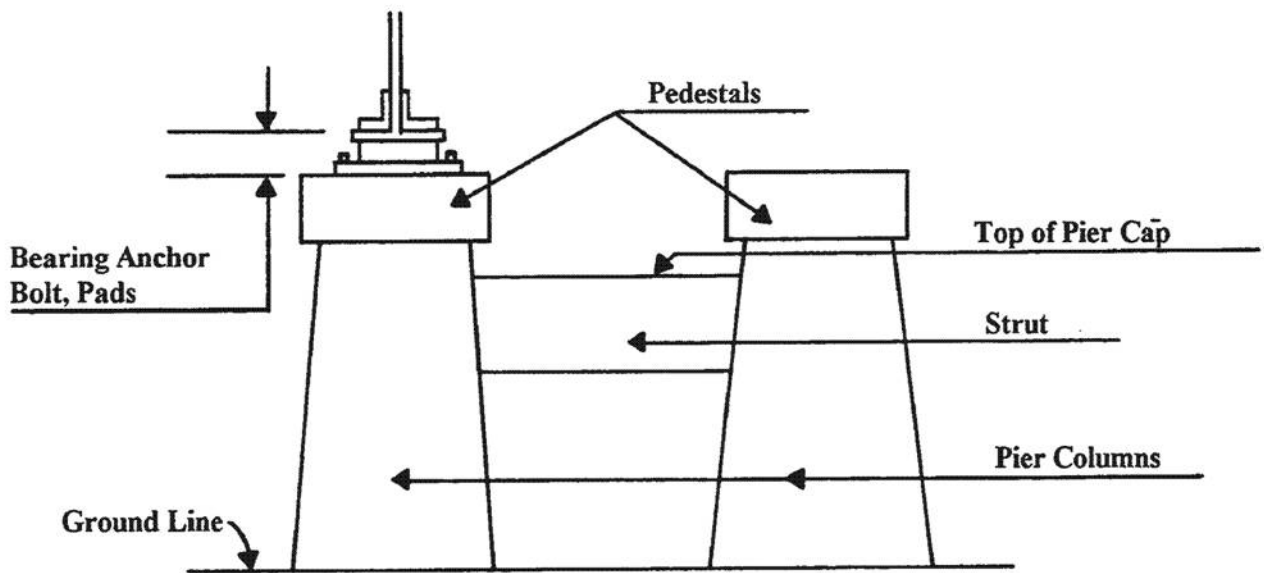 Pedestals
Top of Pier Cap
Bearing Anchor
Bolt, Pads
Strut
Pier Columns
Ground Line